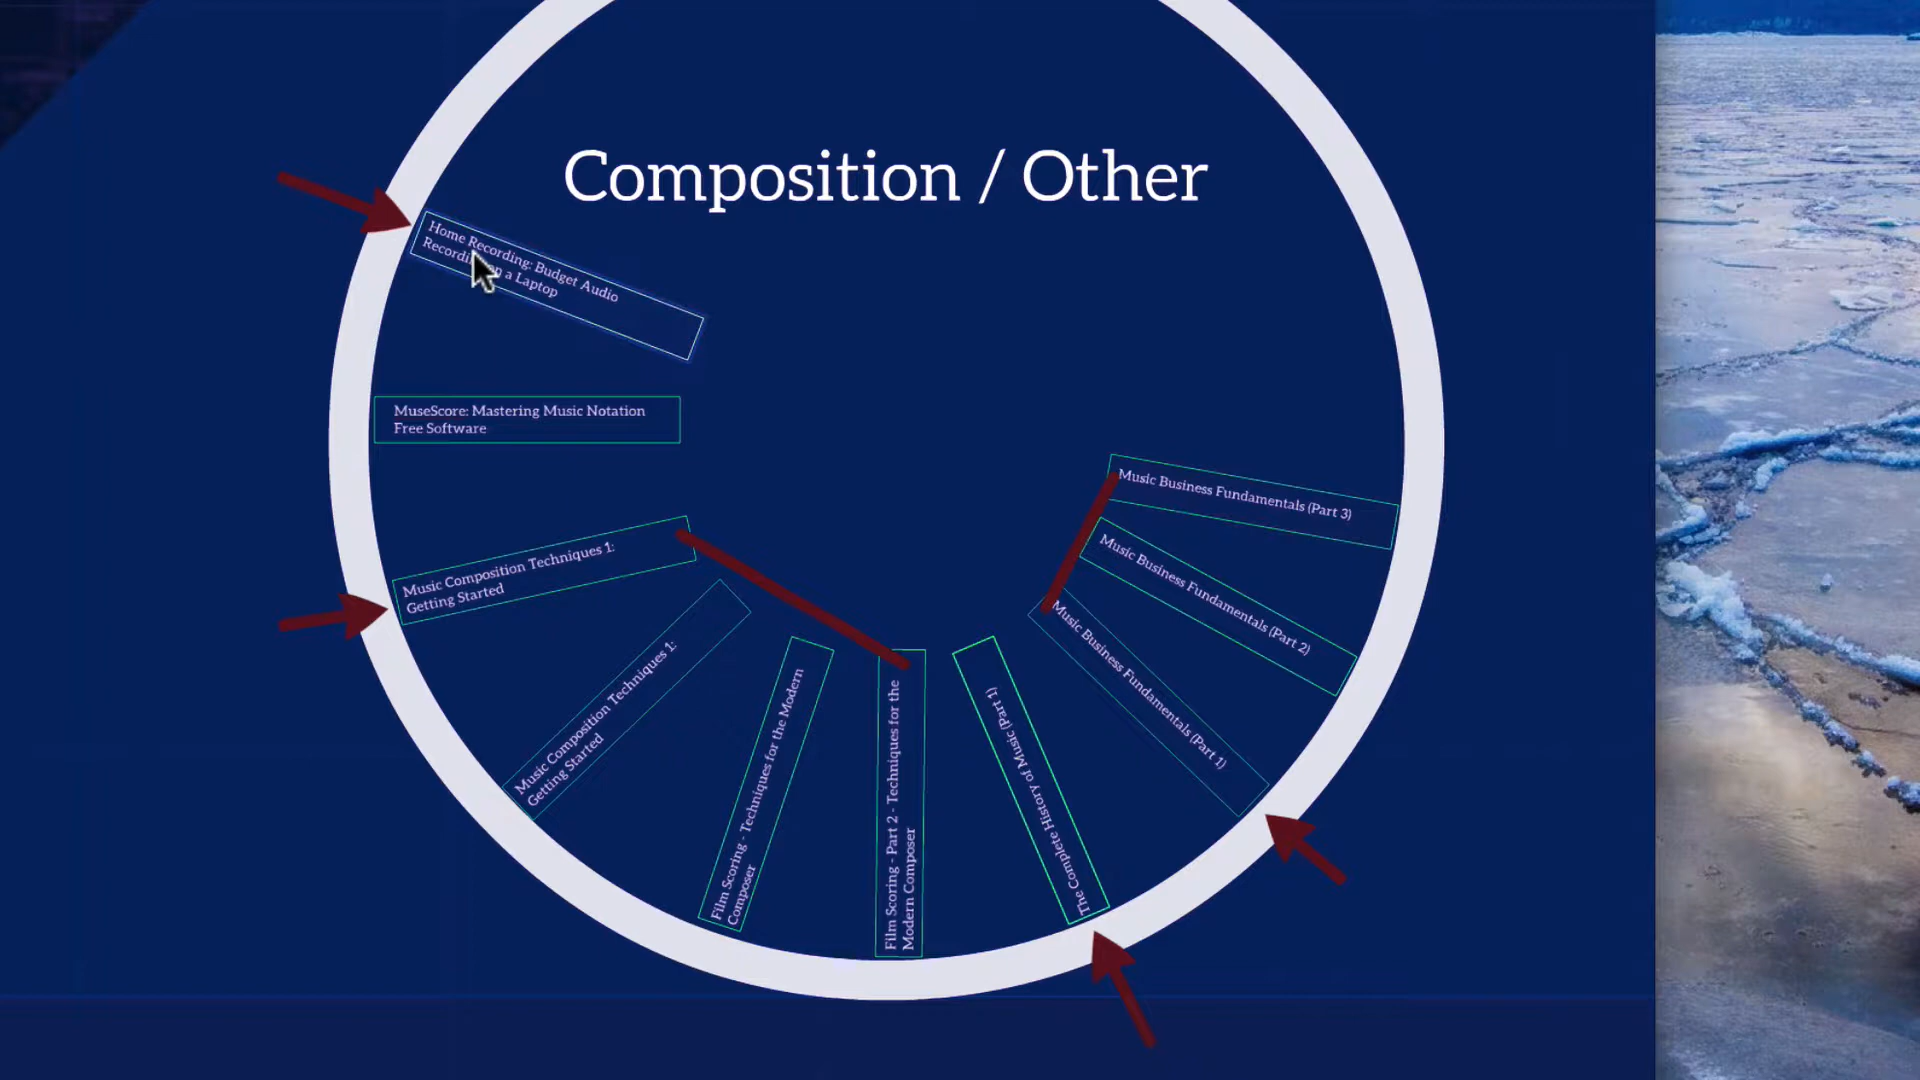 Composition / Other
Home Recording: Budget Audio
Recording on a Laptop
MuseScore: Mastering Music Notation
Free Software
Music Composition Techniques 1:
Getting Started
Music Composition Techniques 1:
Getting Started
Film Scoring - Techniques for the Modern
Composer
Film Scoring - Part 2 - Techniques for the
Modern Composer
The Complete History of Music (Part 1)
Music Business Fundamentals (Part 1)
Music Business Fundamentals (Part 2)
Music Business Fundamentals (Part 3)